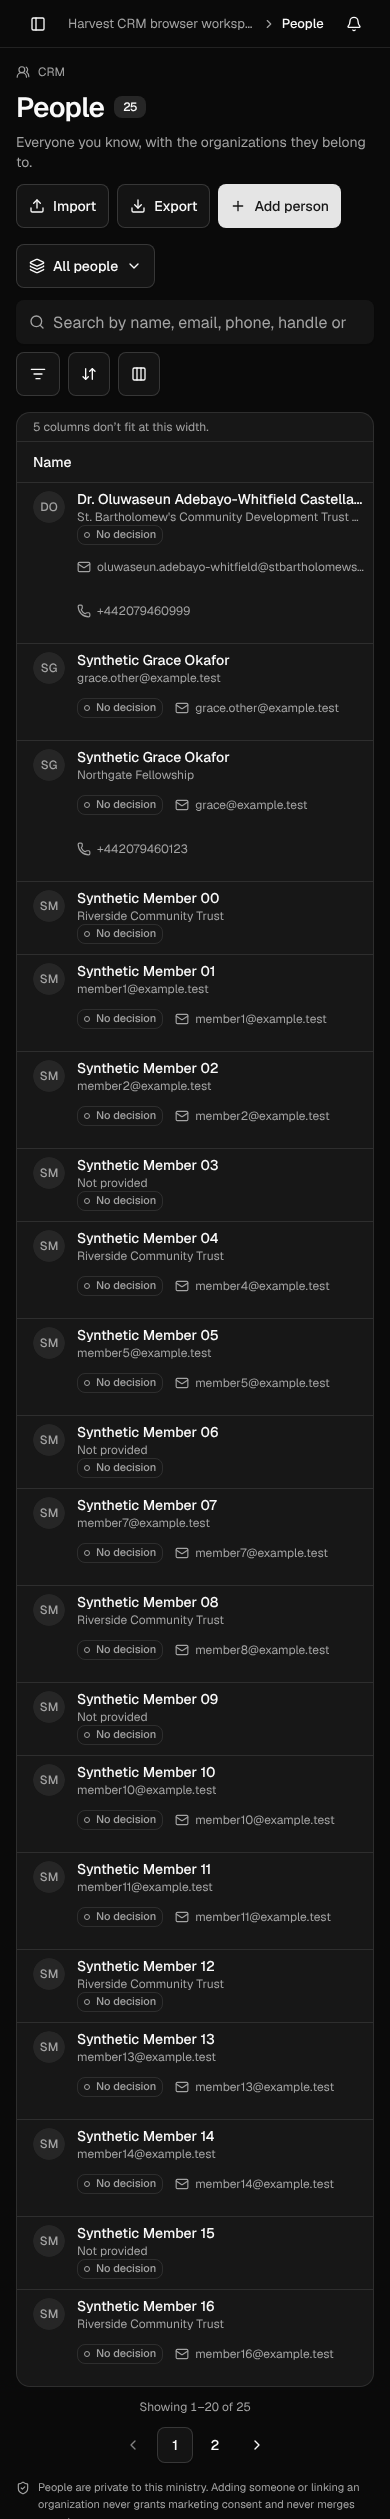 Harvest CRM browser worksp... > People
CRM
People 25
Everyone you know, with the organizations they belong
to.
Import Export + Add person
All people
Search by name, email, phone, handle or
5 columns don't fit at this width.
Name
DO Dr. Oluwaseun Adebayo-Whitfield Castella...
St. Bartholomew's Community Development Trust ...
No decision
oluwaseun.adebayo-whitfield@stbartholomews...
+442079460999
SG Synthetic Grace Okafor
grace.other@example.test
No decision grace.other@example.test
SG Synthetic Grace Okafor
Northgate Fellowship
No decision grace@example.test
+442079460123
SM Synthetic Member 00
Riverside Community Trust
No decision
SM Synthetic Member 01
member1@example.test
No decision member1@example.test
SM Synthetic Member 02
member2@example.test
No decision member2@example.test
SM Synthetic Member 03
Not provided
No decision
SM Synthetic Member 04
Riverside Community Trust
No decision member4@example.test
SM Synthetic Member 05
member5@example.test
No decision member5@example.test
SM Synthetic Member 06
Not provided
No decision
SM Synthetic Member 07
member7@example.test
No decision member7@example.test
SM Synthetic Member 08
Riverside Community Trust
No decision member8@example.test
SM Synthetic Member 09
Not provided
No decision
SM Synthetic Member 10
member10@example.test
No decision member10@example.test
SM Synthetic Member 11
member11@example.test
No decision member11@example.test
SM Synthetic Member 12
Riverside Community Trust
No decision
SM Synthetic Member 13
member13@example.test
No decision member13@example.test
SM Synthetic Member 14
member14@example.test
No decision member14@example.test
SM Synthetic Member 15
Not provided
No decision
SM Synthetic Member 16
Riverside Community Trust
No decision member16@example.test
Showing 1–20 of 25
1 2
People are private to this ministry. Adding someone or linking an
organization never grants marketing consent and never merges